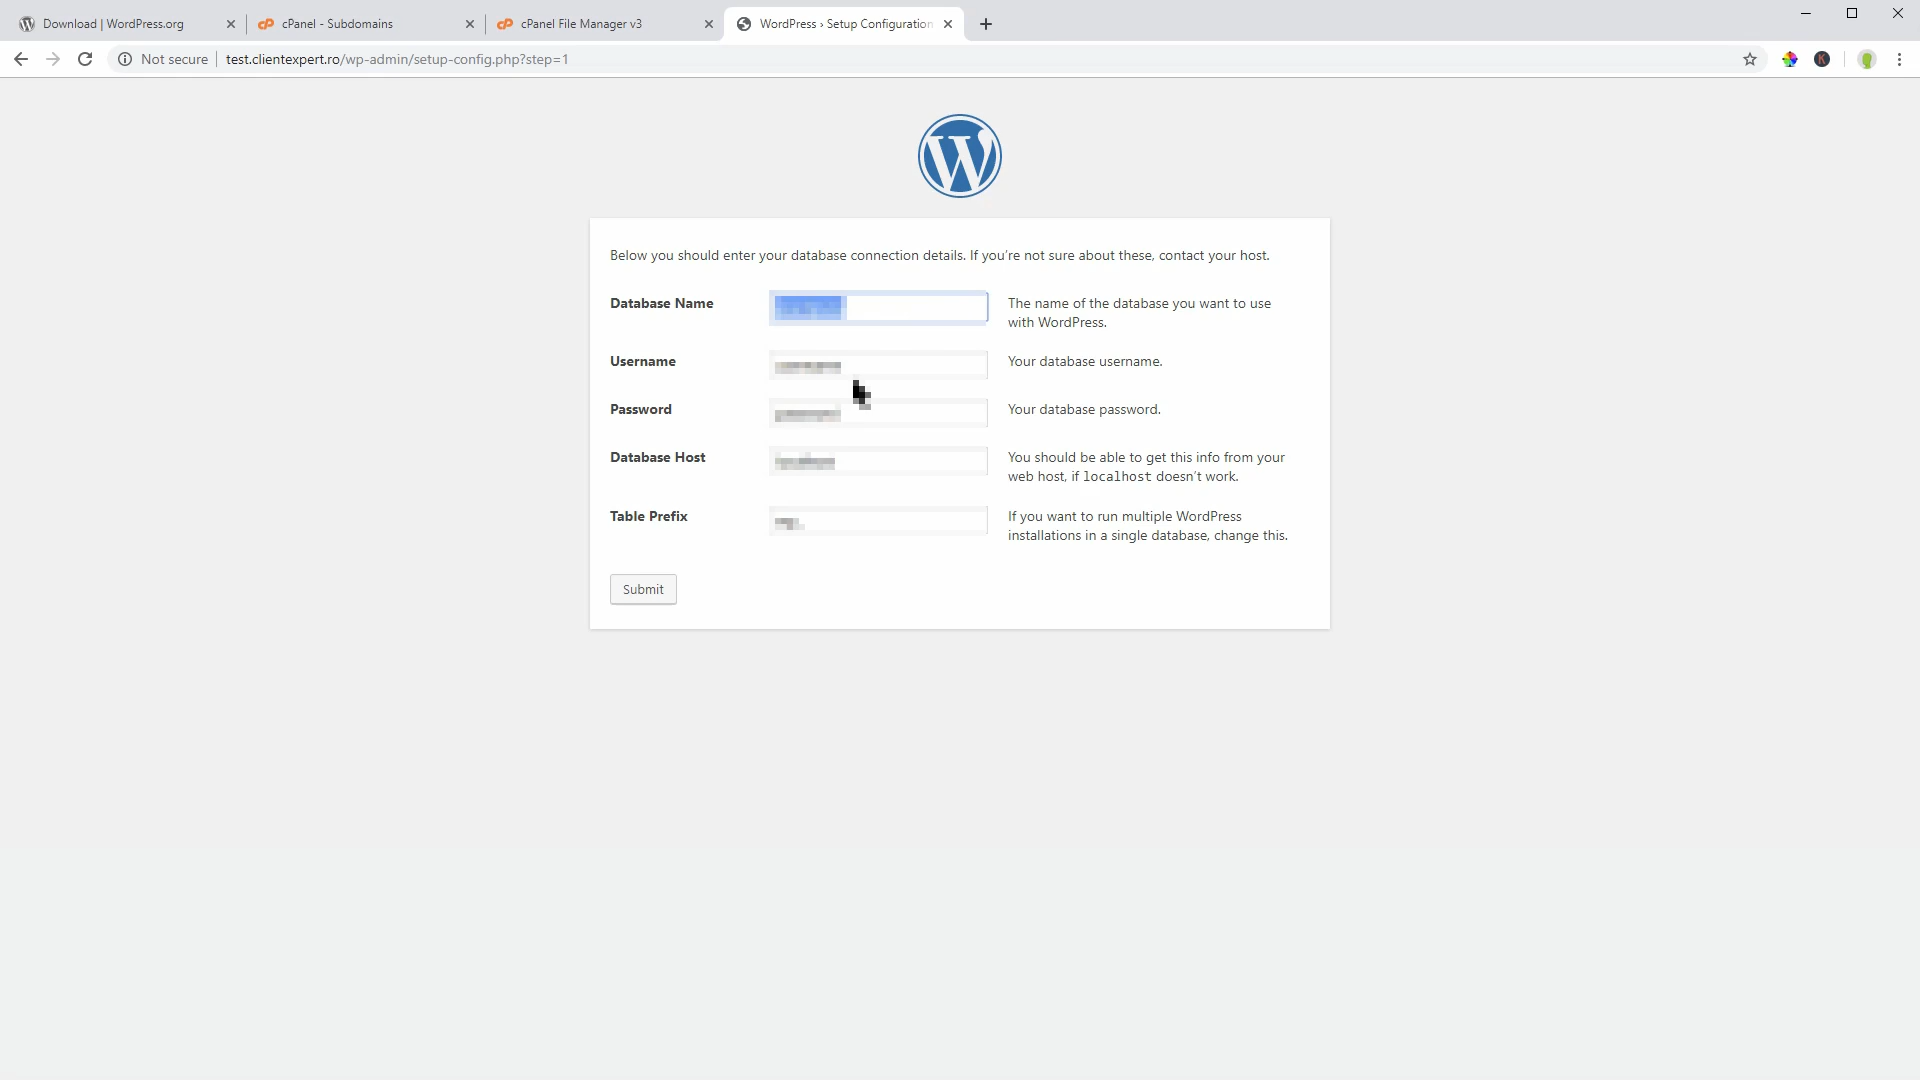 Download | WordPress.org
cPanel - Subdomains
cPanel File Manager v3
WordPress › Setup Configuration
Not secure
test.clientexpert.ro/wp-admin/setup-config.php?step=1
Below you should enter your database connection details. If you’re not sure about these, contact your host.
Database Name
The name of the database you want to use
with WordPress.
Username
Your database username.
Password
Your database password.
Database Host
You should be able to get this info from your
web host, if localhost doesn’t work.
Table Prefix
If you want to run multiple WordPress
installations in a single database, change this.
Submit